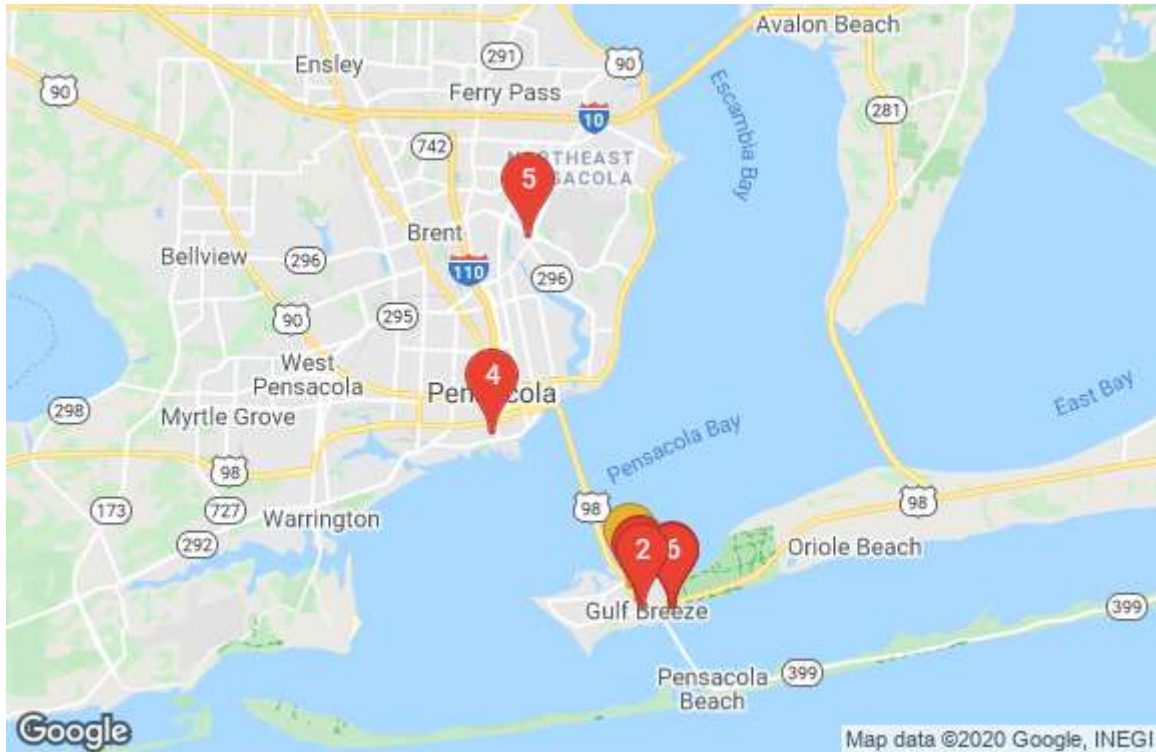 Avalon Beach
291
90
Ensley
90
Ferry Pass
Escambia Bay
281
10
742
NORTHEAST
5
Brent
Bellview
296
110
296
90
295
West
Pensacola
4
298
Myrtle Grove
East Bay
Pensacola Bay
98
98
173
727
98
Warrington
292
2
6
Oriole Beach
Gulf Breeze
399
Pensacola
Beach
399
Google
Map data ©2020 Google, INEGI